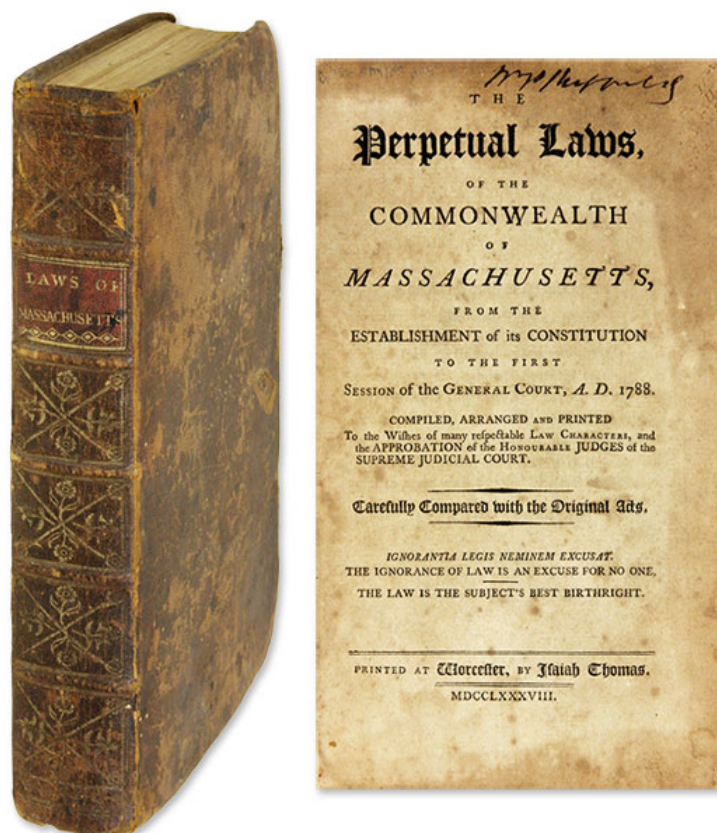 LAWS OF
MASSACHUSETTS
THE
Perpetual Laws,
OF THE
COMMONWEALTH
OF
MASSACHUSETTS,
FROM THE
ESTABLISHMENT of its CONSTITUTION
TO THE FIRST
SESSION of the GENERAL COURT, A. D. 1788.
COMPILED, ARRANGED AND PRINTED
To the Wiſhes of many reſpectable LAW CHARACTERS, and
the APPROBATION of the HONOURABLE JUDGES of the
SUPREME JUDICIAL COURT.
Carefully Compared with the Original Acts.
IGNORANTIA LEGIS NEMINEM EXCUSAT.
THE IGNORANCE OF LAW IS AN EXCUSE FOR NO ONE,
THE LAW IS THE SUBJECT'S BEST BIRTHRIGHT.
PRINTED AT Worceſter, BY Iſaiah Thomas.
MDCCLXXXVIII.